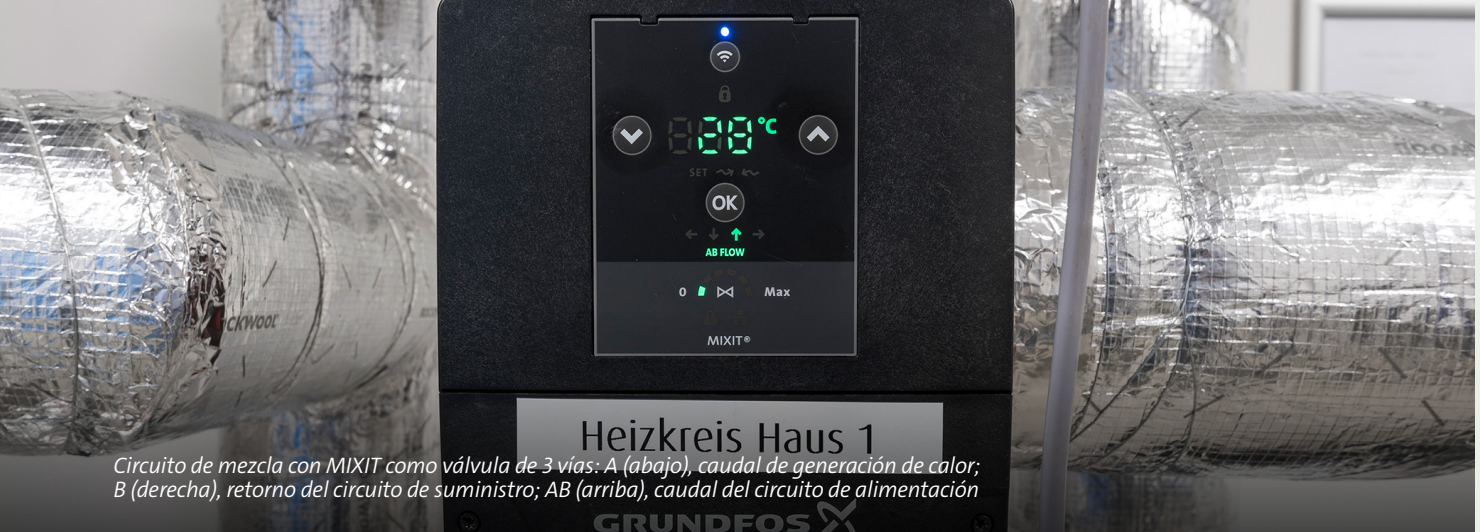 28 °C
SET
OK
AB FLOW
0 Max
MIXIT®
ROCKWOOL
Heizkreis Haus 1
Circuito de mezcla con MIXIT como válvula de 3 vías: A (abajo), caudal de generación de calor;
B (derecha), retorno del circuito de suministro; AB (arriba), caudal del circuito de alimentación
GRUNDFOS